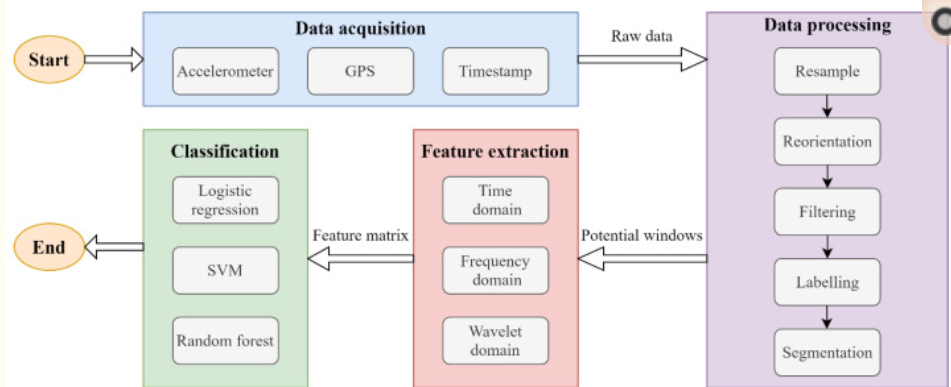 Start
Data acquisition
Accelerometer
GPS
Timestamp
Raw data
Data processing
Resample
Reorientation
Filtering
Labelling
Segmentation
Potential windows
Feature extraction
Time
domain
Frequency
domain
Wavelet
domain
Feature matrix
Classification
Logistic
regression
SVM
Random forest
End